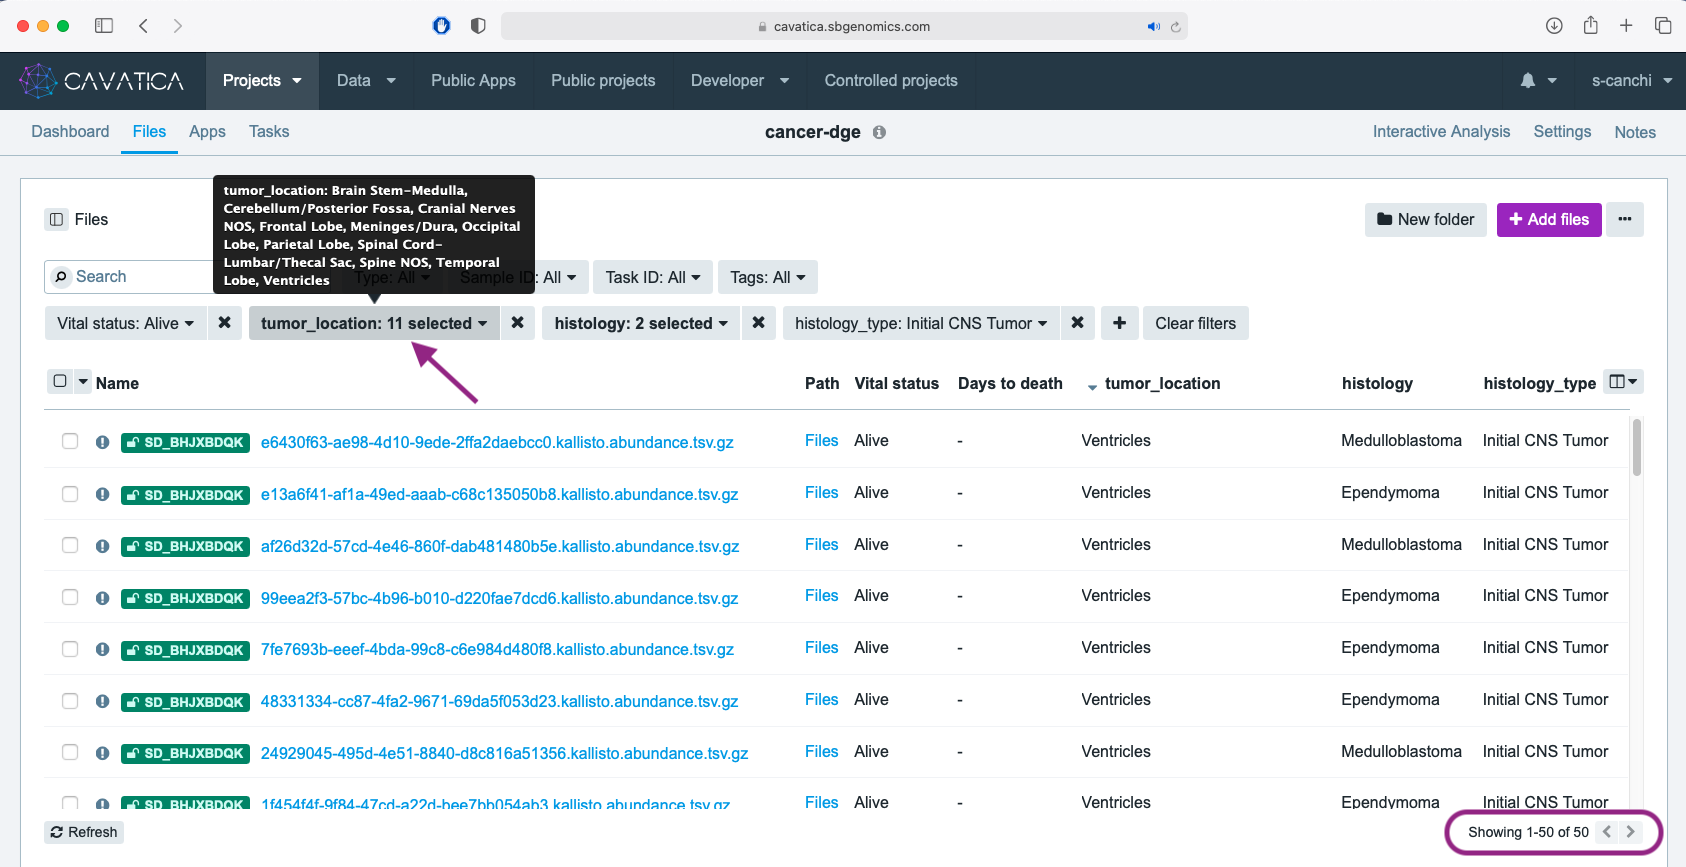 cavatica.sbgenomics.com
CAVATICA
Projects
Data
Public Apps
Public projects
Developer
Controlled projects
s-canchi
Dashboard
Files
Apps
Tasks
cancer-dge
Interactive Analysis
Settings
Notes
tumor_location: Brain Stem-Medulla,
Cerebellum/Posterior Fossa, Cranial Nerves
NOS, Frontal Lobe, Meninges/Dura, Occipital
Lobe, Parietal Lobe, Spinal Cord-
Lumbar/Thecal Sac, Spine NOS, Temporal
Lobe, Ventricles
Files
New folder
+ Add files
Search
Type: All
Sample ID: All
Task ID: All
Tags: All
Vital status: Alive
tumor_location: 11 selected
histology: 2 selected
histology_type: Initial CNS Tumor
Clear filters
Name Path Vital status Days to death tumor_location histology histology_type
SD_BHJXBDQK e6430f63-ae98-4d10-9ede-2ffa2daebcc0.kallisto.abundance.tsv.gz Files Alive - Ventricles Medulloblastoma Initial CNS Tumor
SD_BHJXBDQK e13a6f41-af1a-49ed-aaab-c68c135050b8.kallisto.abundance.tsv.gz Files Alive - Ventricles Ependymoma Initial CNS Tumor
SD_BHJXBDQK af26d32d-57cd-4e46-860f-dab481480b5e.kallisto.abundance.tsv.gz Files Alive - Ventricles Medulloblastoma Initial CNS Tumor
SD_BHJXBDQK 99eea2f3-57bc-4b96-b010-d220fae7dcd6.kallisto.abundance.tsv.gz Files Alive - Ventricles Ependymoma Initial CNS Tumor
SD_BHJXBDQK 7fe7693b-eeef-4bda-99c8-c6e984d480f8.kallisto.abundance.tsv.gz Files Alive - Ventricles Ependymoma Initial CNS Tumor
SD_BHJXBDQK 48331334-cc87-4fa2-9671-69da5f053d23.kallisto.abundance.tsv.gz Files Alive - Ventricles Ependymoma Initial CNS Tumor
SD_BHJXBDQK 24929045-495d-4e51-8840-d8c816a51356.kallisto.abundance.tsv.gz Files Alive - Ventricles Medulloblastoma Initial CNS Tumor
SD_BHJXBDQK 1f454f4f-9f84-47cd-a22d-bee7bb054ab3.kallisto.abundance.tsv.gz Files Alive - Ventricles Ependymoma Initial CNS Tumor
Refresh
Showing 1-50 of 50